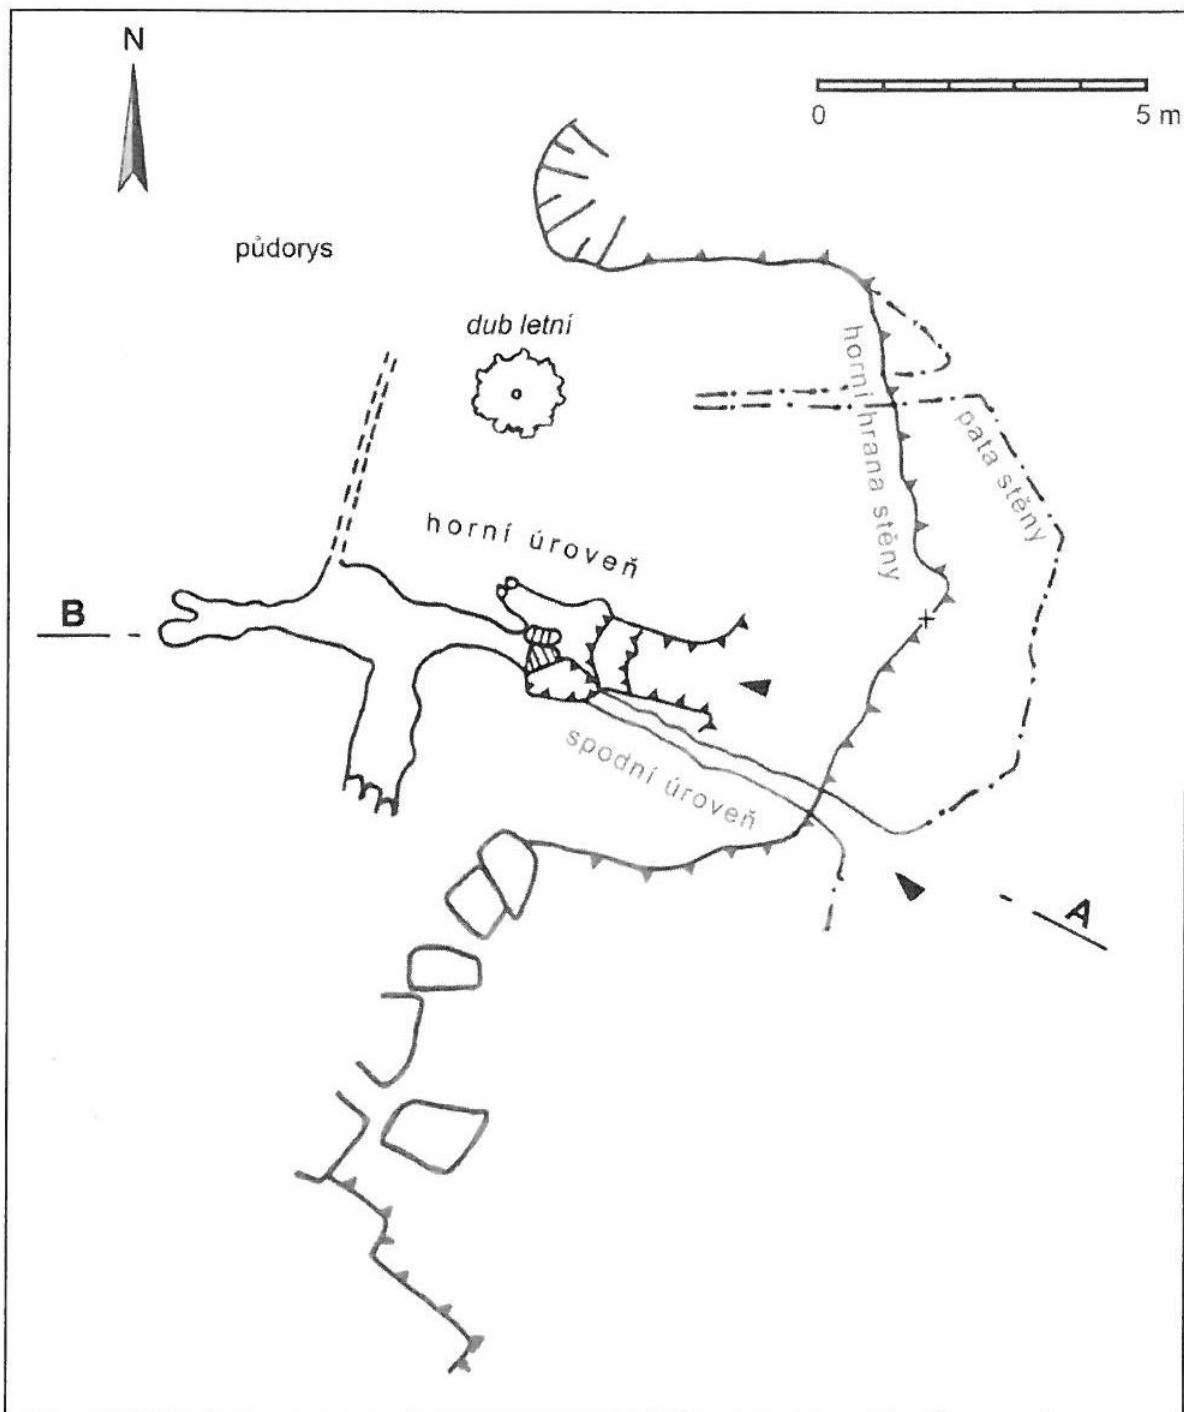 N
0 5 m
půdorys
dub letní
horní hrana stěny
pata stěny
horní úroveň
B
spodní úroveň
A